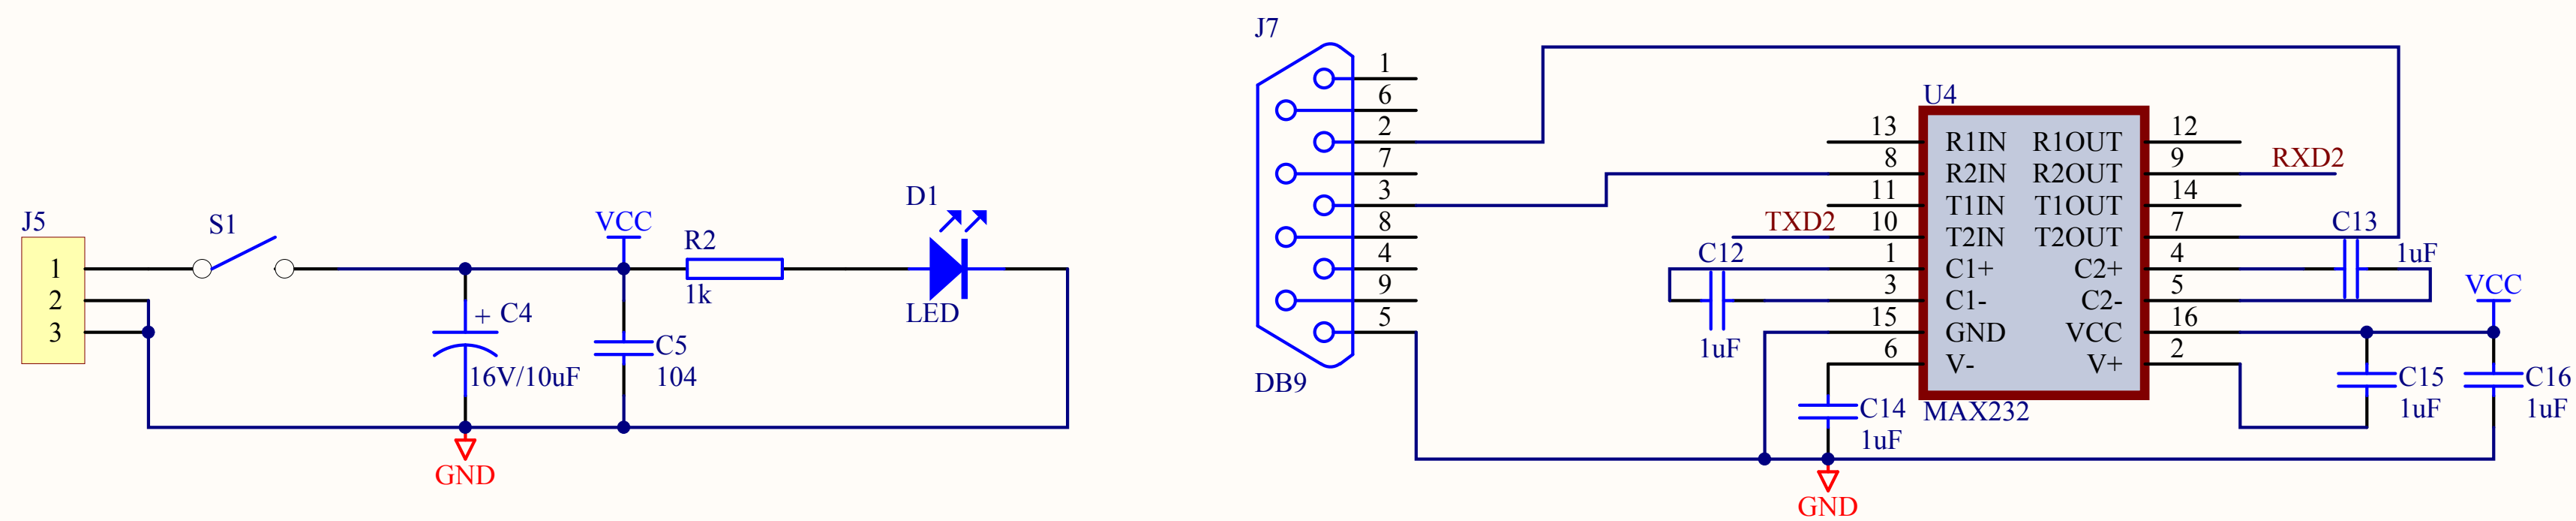 J5
1
2
3
S1
+ C4
16V/10uF
GND
VCC
C5
104
R2
1k
D1
LED
J7
1
6
2
7
3
8
4
9
5
DB9
U4
13 R1IN R1OUT 12
8 R2IN R2OUT 9 RXD2
11 T1IN T1OUT 14
TXD2 10 T2IN T2OUT 7
1 C1+ C2+ 4
3 C1- C2- 5
15 GND VCC 16
6 V- V+ 2
MAX232
C12
1uF
C13
1uF
C14
1uF
GND
VCC
C15
1uF
C16
1uF